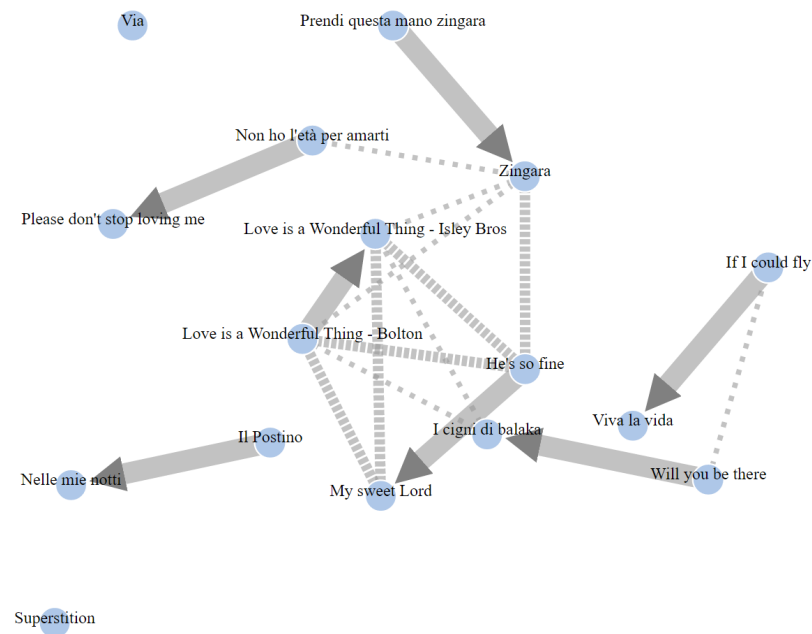 Via
Prendi questa mano zingara
Non ho l'età per amarti
Zingara
Please don't stop loving me
Love is a Wonderful Thing - Isley Bros
If I could fly
Love is a Wonderful Thing - Bolton
He's so fine
Viva la vida
I cigni di balaka
Il Postino
Will you be there
Nelle mie notti
My sweet Lord
Superstition